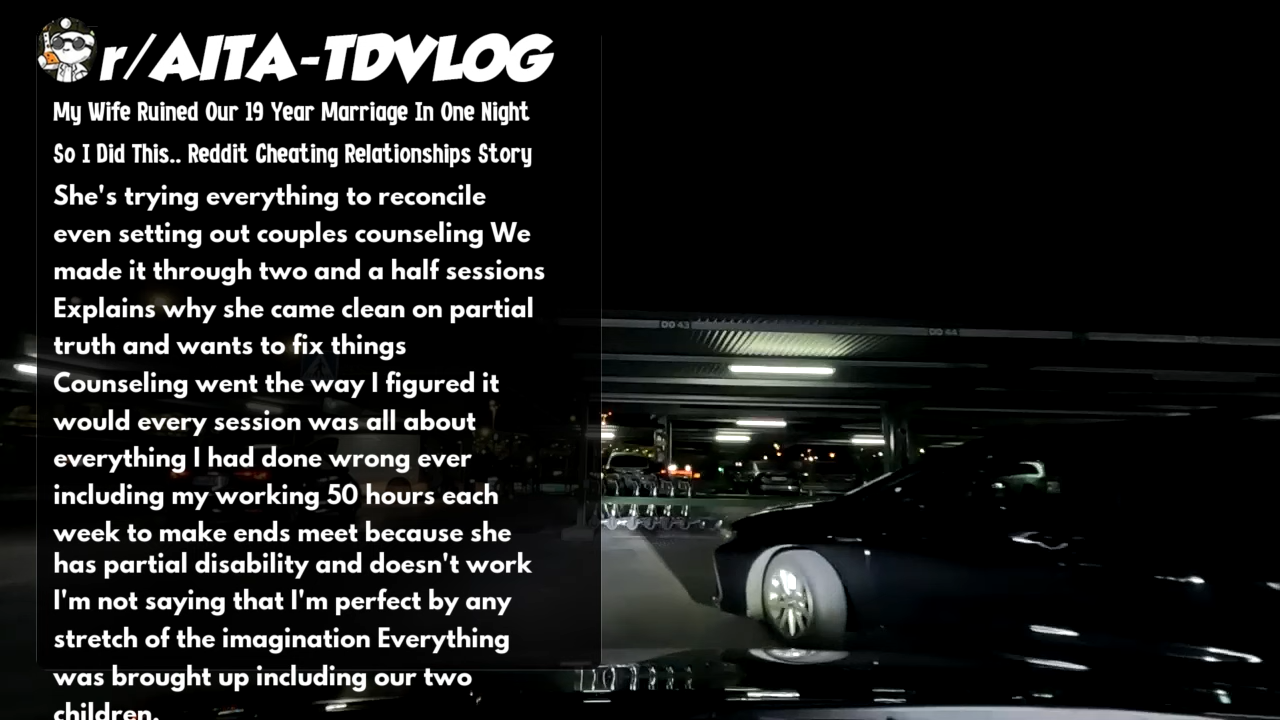 r/AITA-TDVLOG
My Wife Ruined Our 19 Year Marriage In One Night
So I Did This.. Reddit Cheating Relationships Story
She's trying everything to reconcile
even setting out couples counseling We
made it through two and a half sessions
Explains why she came clean on partial
truth and wants to fix things
Counseling went the way I figured it
would every session was all about
everything I had done wrong ever
including my working 50 hours each
week to make ends meet because she
has partial disability and doesn't work
I'm not saying that I'm perfect by any
stretch of the imagination Everything
was brought up including our two
children.
DO 43
DO 44